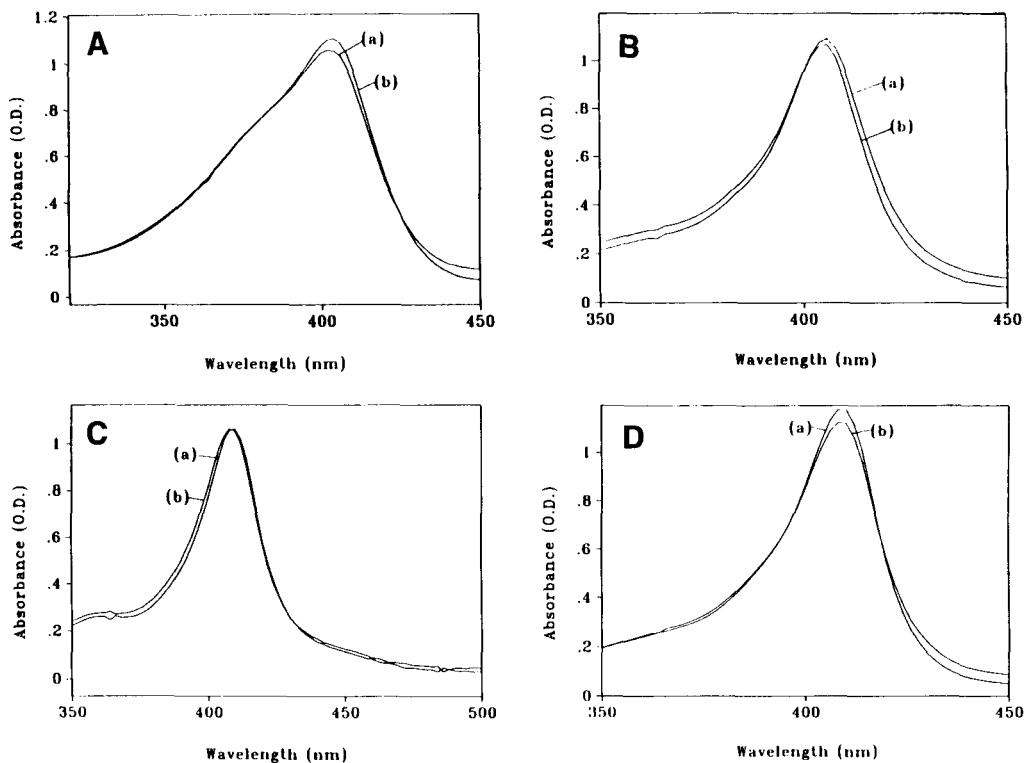 A
Absorbance (O.D.)
1.2
1
.8
.6
.4
.2
0
(a)
(b)
350
400
450
Wavelength (nm)
B
Absorbance (O.D.)
1
.8
.6
.4
.2
0
(a)
(b)
350
400
450
Wavelength (nm)
C
Absorbance (O.D.)
1
.8
.6
.4
.2
0
(a)
(b)
350
400
450
500
Wavelength (nm)
D
Absorbance (O.D.)
1
.8
.6
.4
.2
0
(a)
(b)
350
400
450
Wavelength (nm)